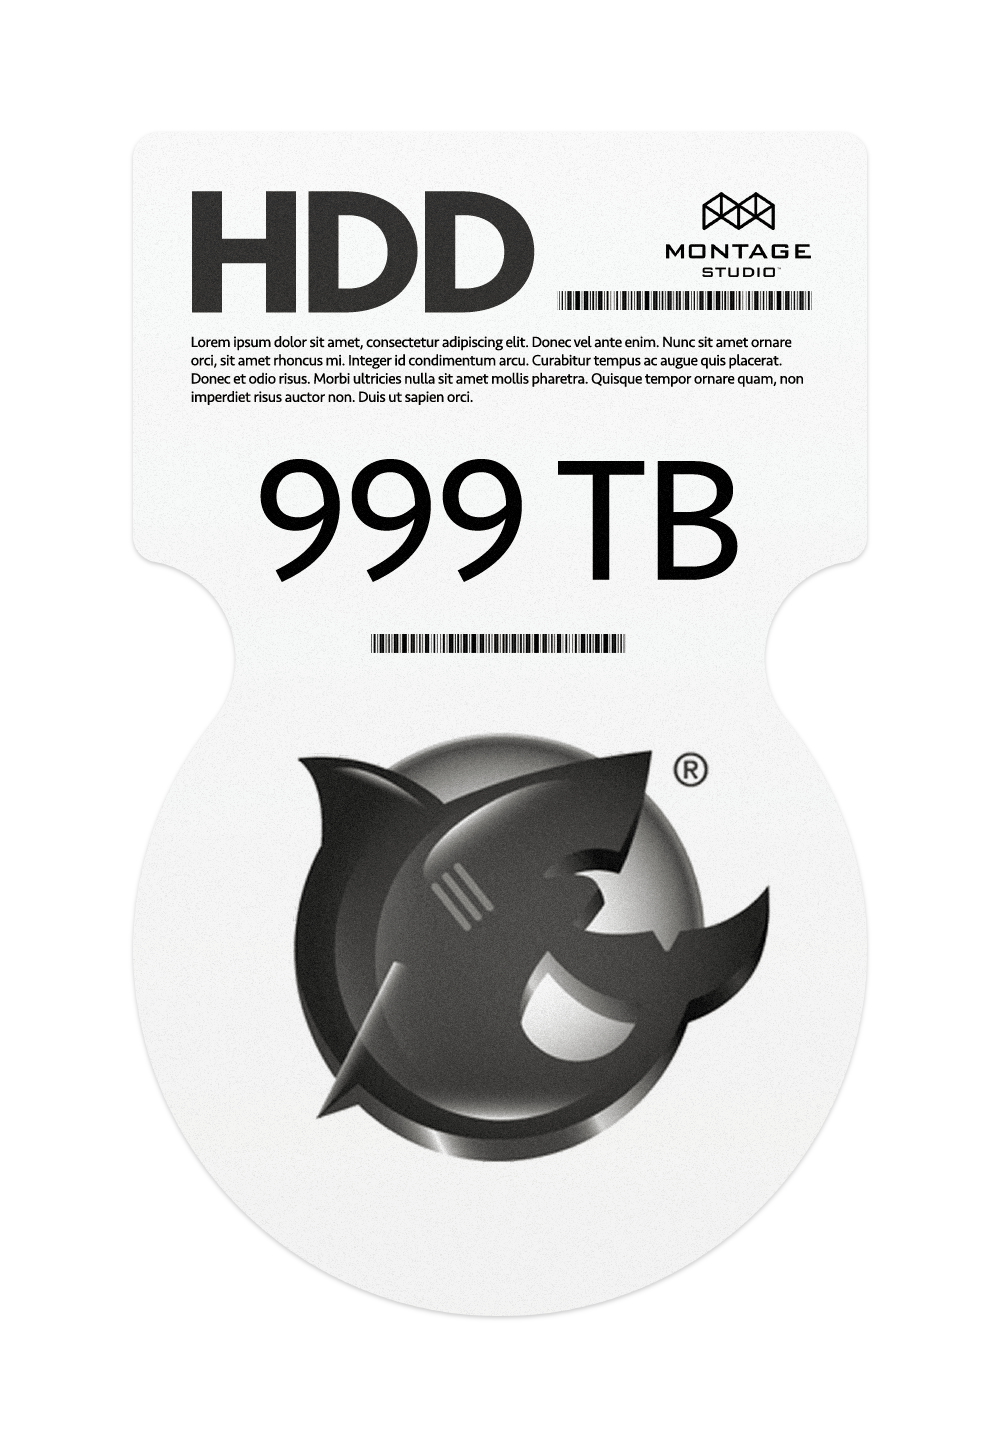 HDD
MONTAGE
STUDIO™
Lorem ipsum dolor sit amet, consectetur adipiscing elit. Donec vel ante enim. Nunc sit amet ornare
orci, sit amet rhoncus mi. Integer id condimentum arcu. Curabitur tempus ac augue quis placerat.
Donec et odio risus. Morbi ultricies nulla sit amet mollis pharetra. Quisque tempor ornare quam, non
imperdiet risus auctor non. Duis ut sapien orci.
999 TB
®